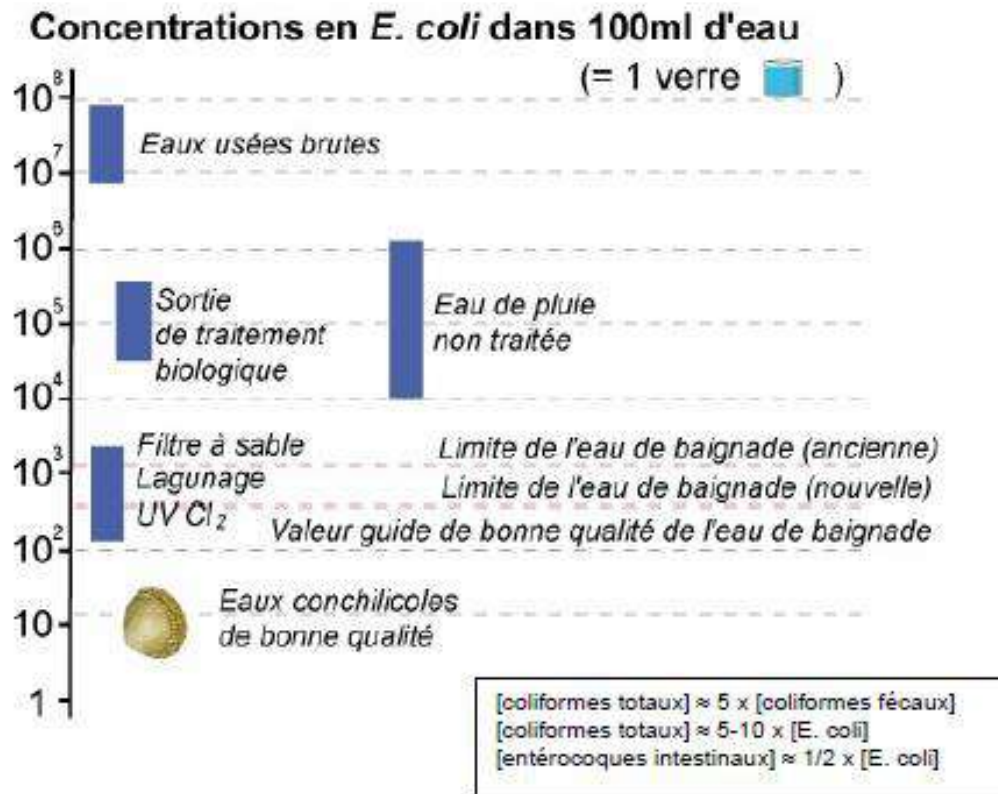 Concentrations en E. coli dans 100ml d'eau
(= 1 verre )
10⁸
Eaux usées brutes
10⁷
10⁶
Sortie
de traitement
biologique
Eau de pluie
non traitée
10⁵
10⁴
Filtre à sable
Lagunage
UV Cl₂
Limite de l'eau de baignade (ancienne)
10³
Limite de l'eau de baignade (nouvelle)
Valeur guide de bonne qualité de l'eau de baignade
10²
Eaux conchilicoles
de bonne qualité
10
1
[coliformes totaux] ≈ 5 x [coliformes fécaux]
[coliformes totaux] ≈ 5-10 x [E. coli]
[entérocoques intestinaux] ≈ 1/2 x [E. coli]